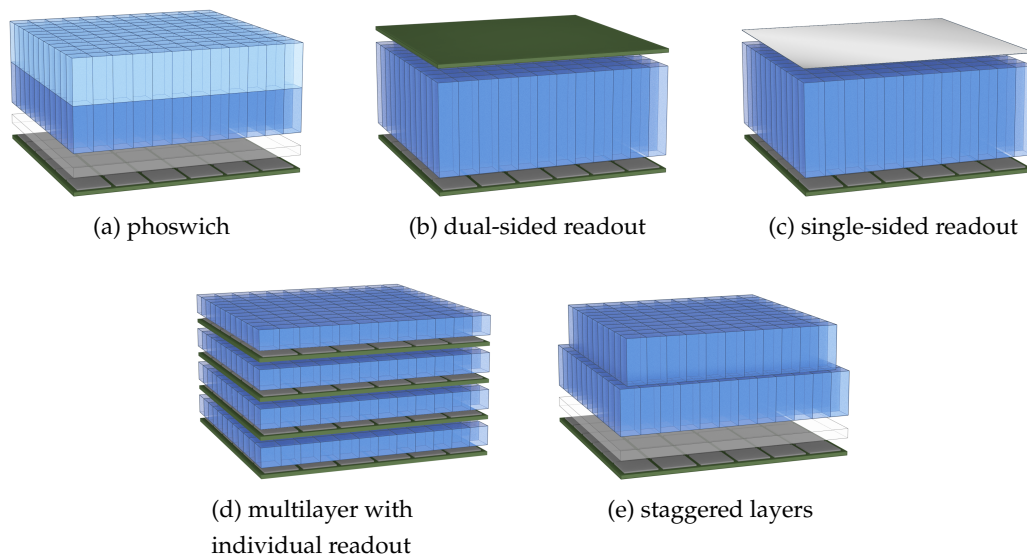 (a) phoswich
(b) dual-sided readout
(c) single-sided readout
(d) multilayer with
individual readout
(e) staggered layers